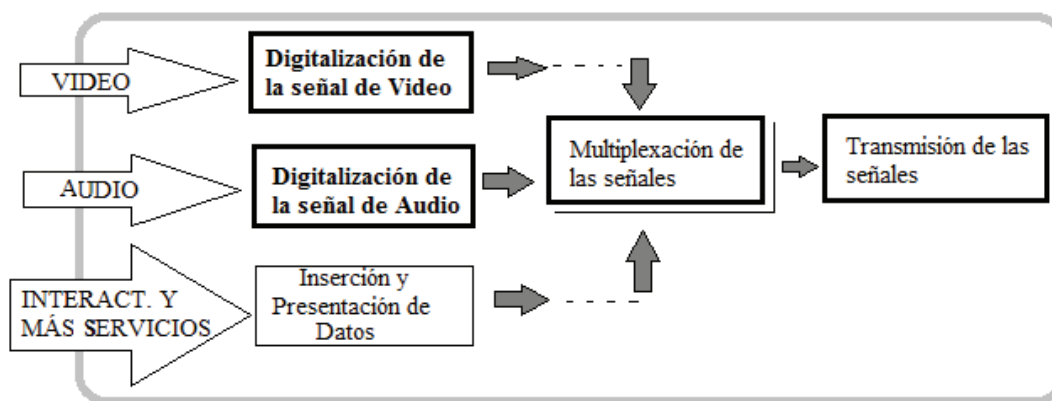 VIDEO
Digitalización de
la señal de Video
AUDIO
Digitalización de
la señal de Audio
INTERACT. Y
MÁS SERVICIOS
Inserción y
Presentación de
Datos
Multiplexación de
las señales
Transmisión de las
señales